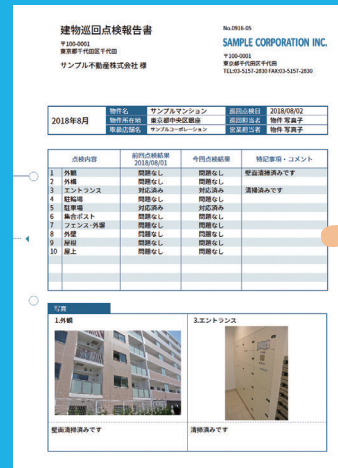 建物巡回点検報告書
No.0916-05
〒100-0001
東京都千代田区千代田
サンプル不動産株式会社 様
SAMPLE CORPORATION INC.
〒100-0001
東京都千代田区千代田
TEL:03-5157-2830 FAX:03-5157-2830
2018年8月
物件名 サンプルマンション 巡回点検日 2018/08/02
物件所在地 東京都中央区銀座 巡回担当者 物件 写真子
取扱店舗名 サンプルコーポレーション 営業担当者 物件 写真子
点検内容 前回点検結果 2018/08/01 今回点検結果 特記事項・コメント
1 外観 問題なし 問題なし 壁面清掃済みです
2 外構 問題なし 問題なし
3 エントランス 対応済み 対応済み 清掃済みです
4 駐輪場 問題なし 問題なし
5 駐車場 対応済み 対応済み
6 集合ポスト 問題なし 問題なし
7 フェンス・外塀 問題なし 問題なし
8 外壁 問題なし 問題なし
9 屋根 問題なし 問題なし
10 屋上 問題なし 問題なし
写真
1.外観
3.エントランス
壁面清掃済みです
清掃済みです